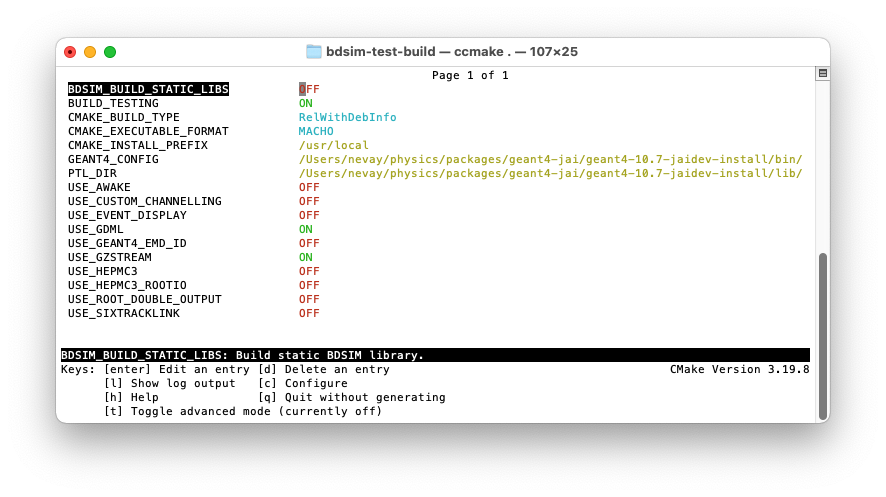 bdsim-test-build — ccmake . — 107×25
Page 1 of 1
BDSIM_BUILD_STATIC_LIBS OFF
BUILD_TESTING ON
CMAKE_BUILD_TYPE RelWithDebInfo
CMAKE_EXECUTABLE_FORMAT MACHO
CMAKE_INSTALL_PREFIX /usr/local
GEANT4_CONFIG /Users/nevay/physics/packages/geant4-jai/geant4-10.7-jaidev-install/bin/
PTL_DIR /Users/nevay/physics/packages/geant4-jai/geant4-10.7-jaidev-install/lib/
USE_AWAKE OFF
USE_CUSTOM_CHANNELLING OFF
USE_EVENT_DISPLAY OFF
USE_GDML ON
USE_GEANT4_EMD_ID OFF
USE_GZSTREAM ON
USE_HEPMC3 OFF
USE_HEPMC3_ROOTIO OFF
USE_ROOT_DOUBLE_OUTPUT OFF
USE_SIXTRACKLINK OFF
BDSIM_BUILD_STATIC_LIBS: Build static BDSIM library.
Keys: [enter] Edit an entry [d] Delete an entry CMake Version 3.19.8
[l] Show log output [c] Configure
[h] Help [q] Quit without generating
[t] Toggle advanced mode (currently off)